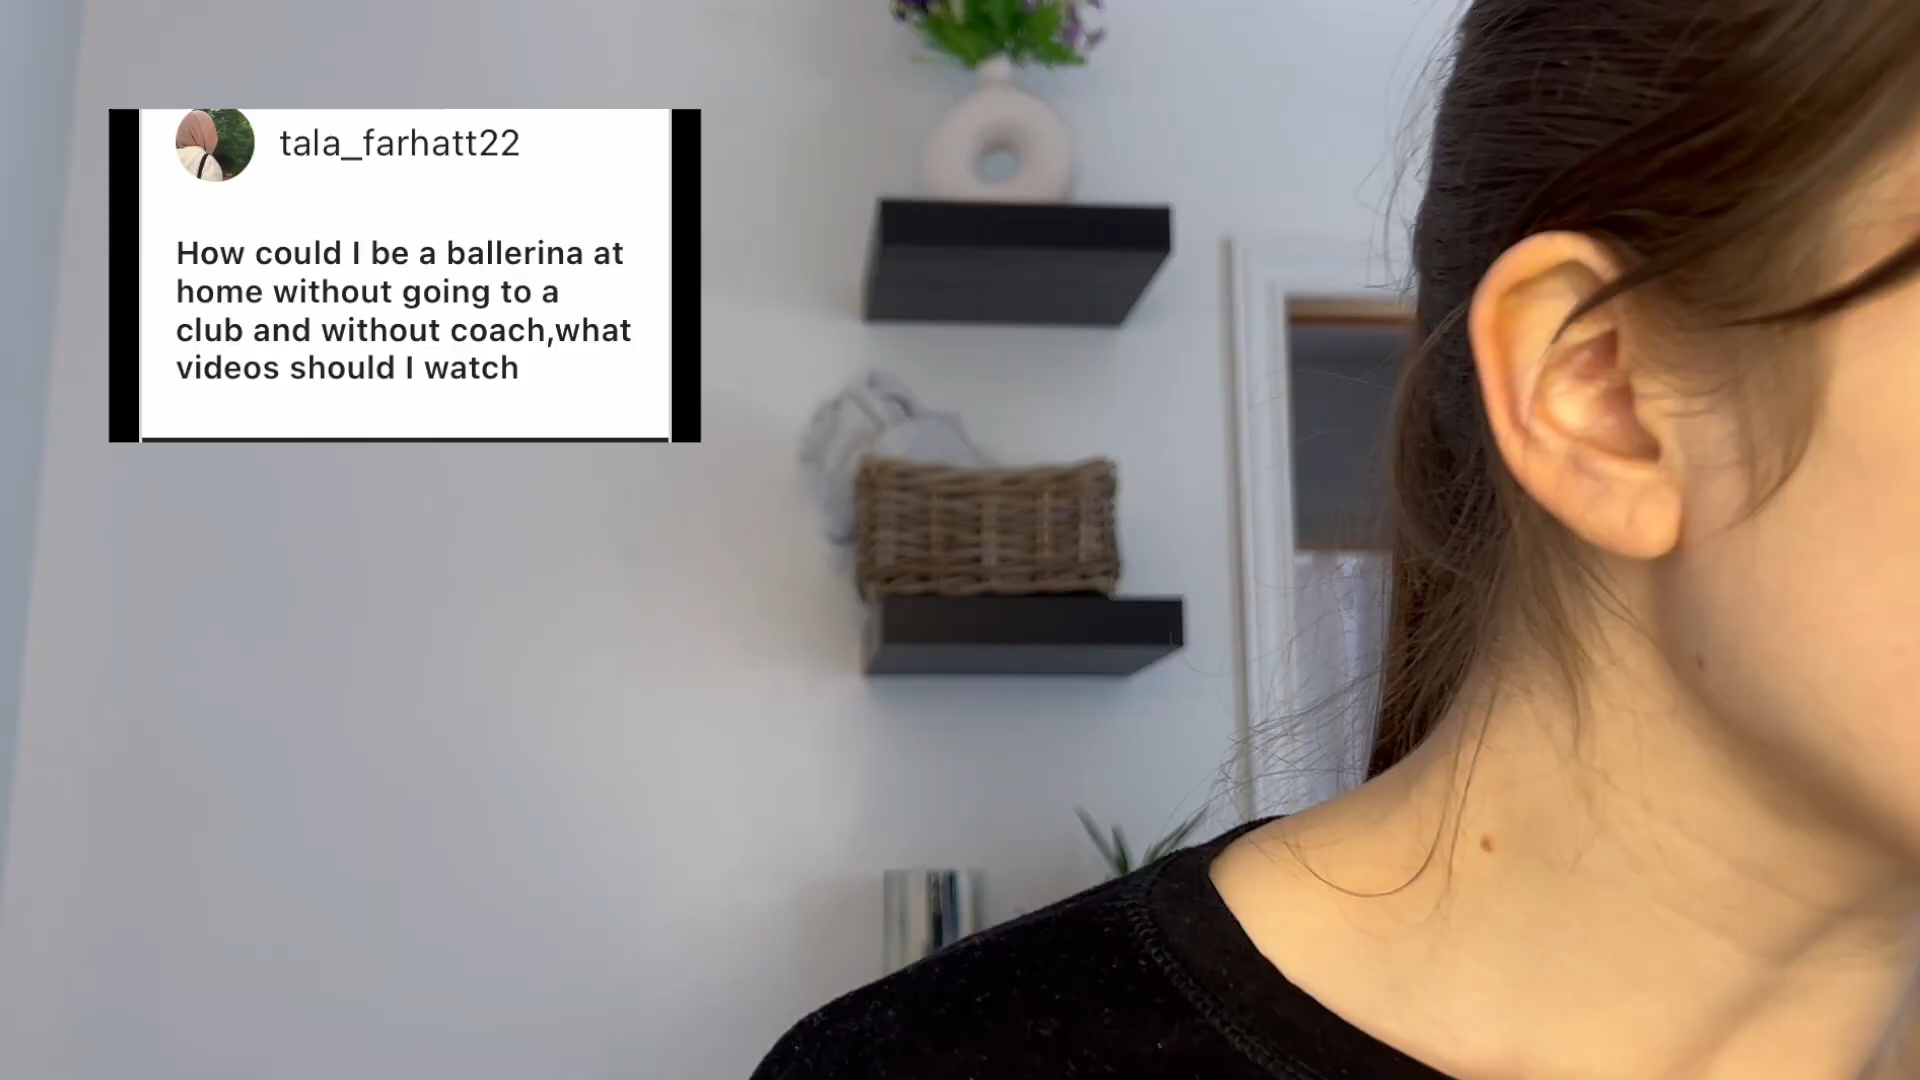 tala_farhatt22
How could I be a ballerina at
home without going to a
club and without coach,what
videos should I watch